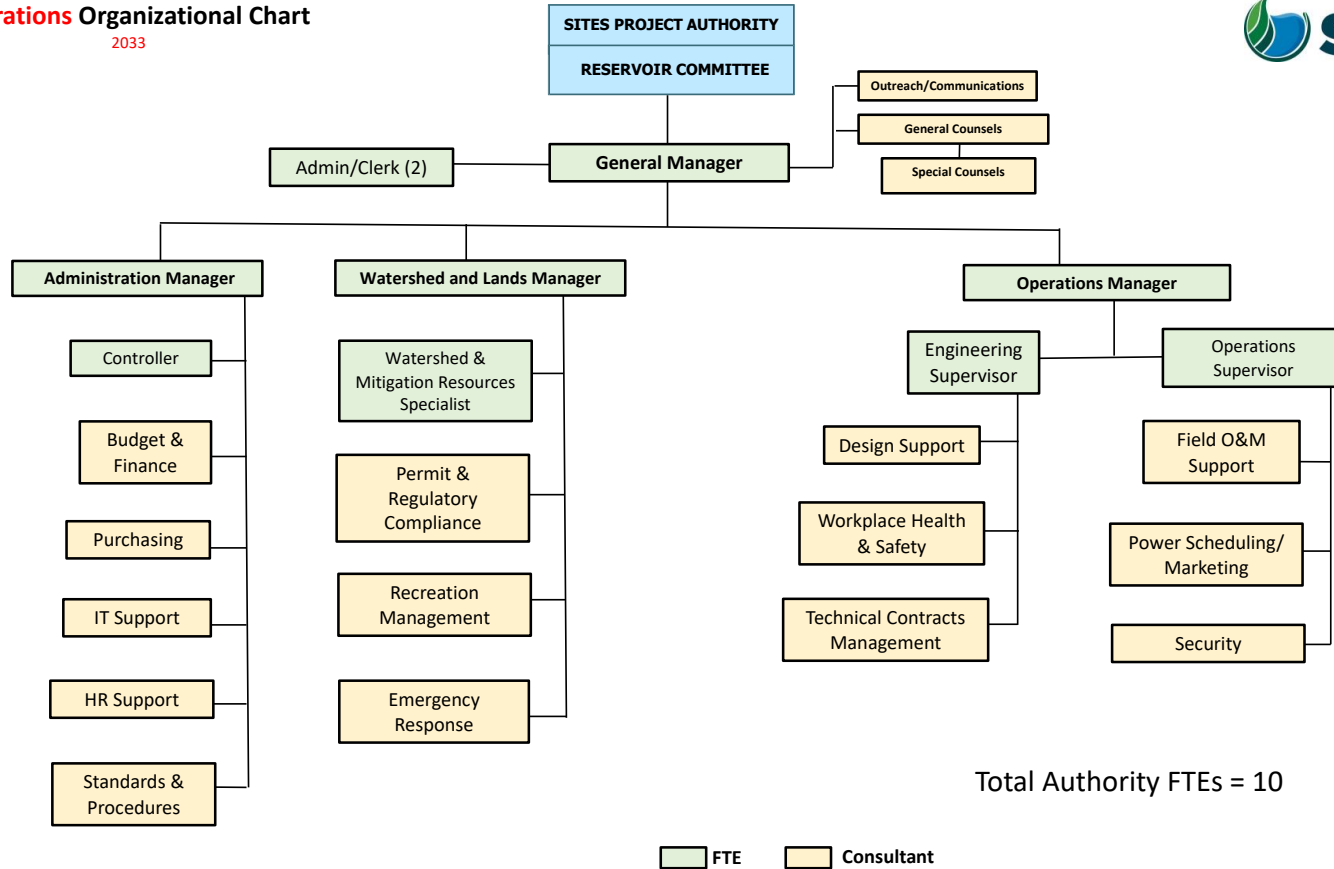 Organizational Chart
2033
SITES PROJECT AUTHORITY
RESERVOIR COMMITTEE
Outreach/Communications
General Counsels
Special Counsels
Admin/Clerk (2)
General Manager
Administration Manager
Watershed and Lands Manager
Operations Manager
Controller
Budget &
Finance
Purchasing
IT Support
HR Support
Standards &
Procedures
Watershed &
Mitigation Resources
Specialist
Permit &
Regulatory
Compliance
Recreation
Management
Emergency
Response
Engineering
Supervisor
Design Support
Workplace Health
& Safety
Technical Contracts
Management
Operations
Supervisor
Field O&M
Support
Power Scheduling/
Marketing
Security
Total Authority FTEs = 10
FTE
Consultant